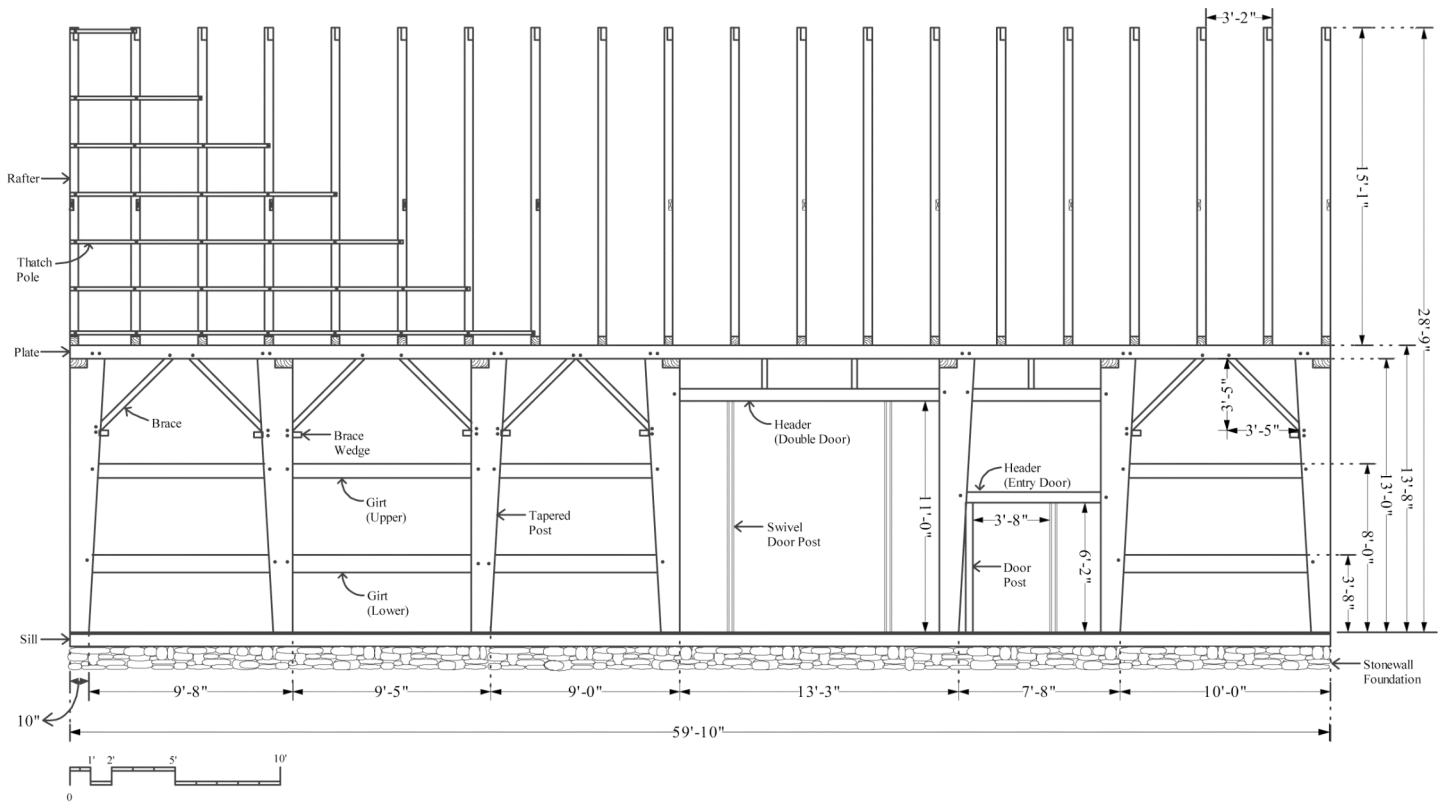 3'-2"
Rafter
15'-1"
Thatch
Pole
28'-9"
Plate
Brace
Brace
Wedge
Header
(Double Door)
3'-5"
3'-5"
Header
(Entry Door)
Girt
(Upper)
Tapered
Post
Swivel
Door Post
11'-0"
3'-8"
6'-2"
Door
Post
13'-8"
13'-0"
8'-0"
3'-8"
Girt
(Lower)
Sill
Stonewall
Foundation
10"
9'-8"
9'-5"
9'-0"
13'-3"
7'-8"
10'-0"
59'-10"
1' 2' 5' 10'
0